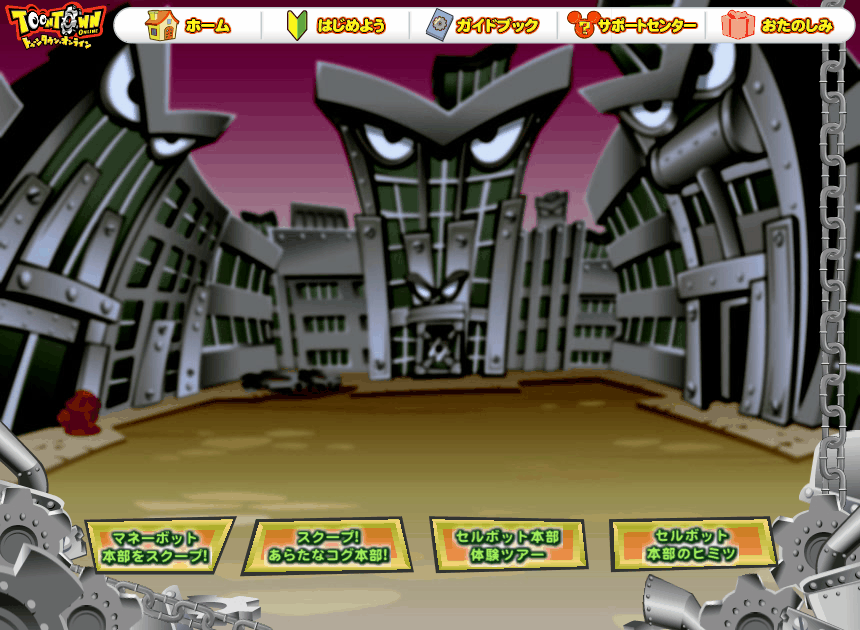 TOONTOWN
ONLINE
トゥーンタウン・オンライン
ホーム
はじめよう
ガイドブック
サポートセンター
おたのしみ
マネーボット
本部をスクープ!
スクープ!
あらたなコグ本部!
セルボット本部
体験ツアー
セルボット
本部のヒミツ